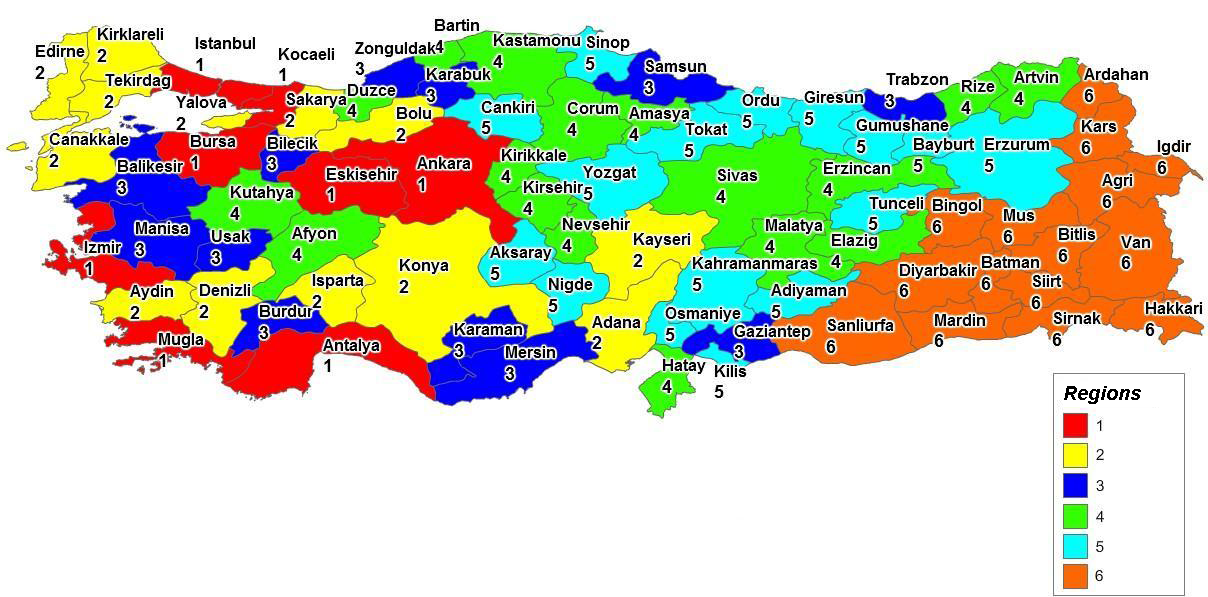 Bartin
4
Kirklareli
2
Istanbul
1
Edirne
2
Kocaeli
1
Zonguldak
3
Kastamonu
4
Sinop
5
Tekirdag
2
Karabuk
3
Samsun
3
Trabzon
3
Rize
4
Artvin
4
Ardahan
6
Yalova
2
Sakarya
2
Duzce
4
Bolu
2
Cankiri
5
Corum
4
Amasya
4
Ordu
5
Giresun
5
Tokat
5
Gumushane
5
Bayburt
5
Erzurum
5
Kars
6
Igdir
6
Canakkale
2
Balikesir
3
Bursa
1
Bilecik
3
Eskisehir
1
Ankara
1
Kirikkale
4
Kirsehir
4
Yozgat
5
Sivas
4
Erzincan
4
Agri
6
Kutahya
4
Tunceli
5
Bingol
6
Mus
6
Izmir
1
Manisa
3
Usak
3
Afyon
4
Nevsehir
4
Kayseri
2
Malatya
4
Elazig
4
Bitlis
6
Van
6
Konya
2
Aksaray
5
Kahramanmaras
5
Diyarbakir
6
Batman
6
Siirt
6
Aydin
2
Denizli
2
Isparta
2
Nigde
5
Adiyaman
5
Burdur
3
Mugla
1
Antalya
1
Karaman
3
Mersin
3
Adana
2
Osmaniye
5
Gaziantep
3
Sanliurfa
6
Mardin
6
Sirnak
6
Hakkari
6
Hatay
4
Kilis
5
Regions
1
2
3
4
5
6